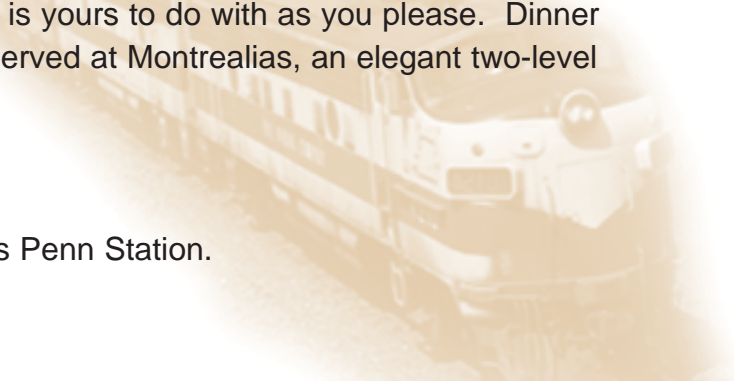 is yours to do with as you please. Dinner
erved at Montrealias, an elegant two-level
s Penn Station.